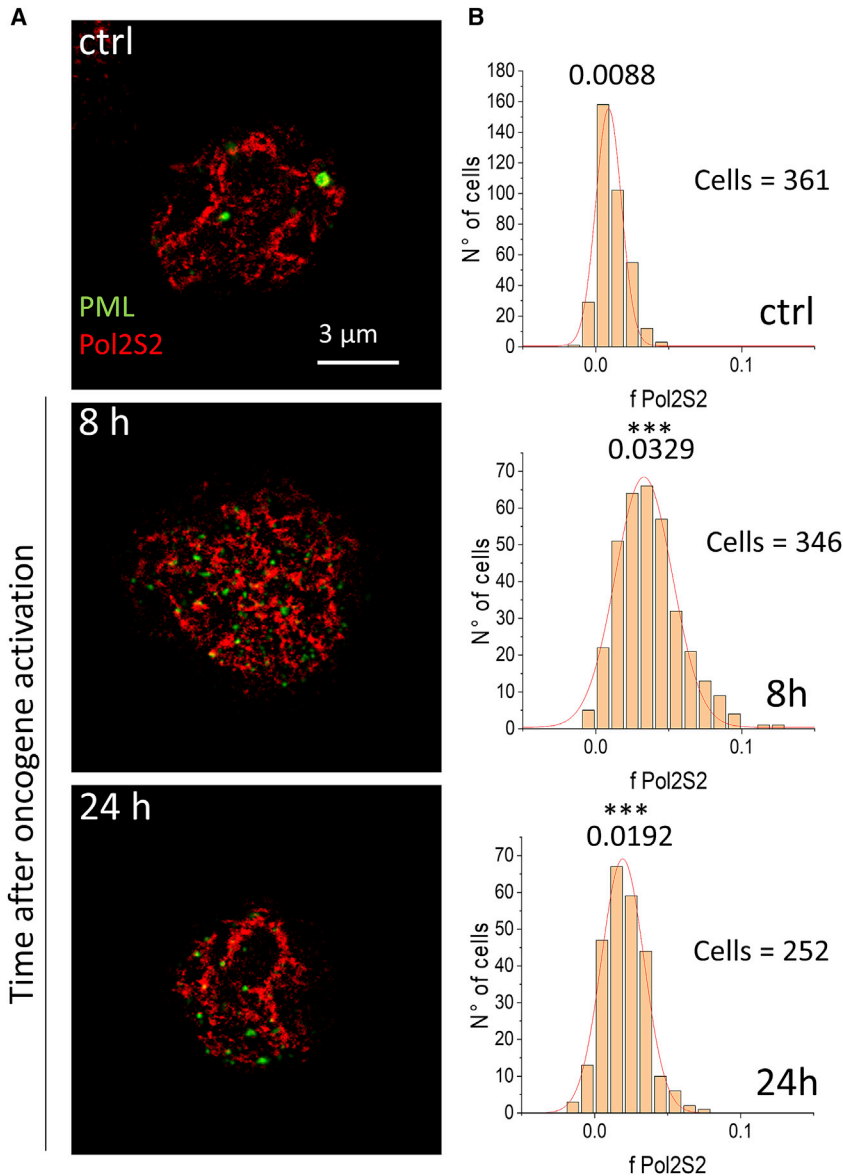 A
ctrl
PML
Pol2S2
3 µm
8 h
24 h
Time after oncogene activation
B
0.0088
Cells = 361
ctrl
N° of cells
180
160
140
120
100
80
60
40
20
0
0.0 0.1
f Pol2S2
***
0.0329
Cells = 346
8h
N° of cells
70
60
50
40
30
20
10
0
0.0 0.1
f Pol2S2
***
0.0192
Cells = 252
24h
N° of cells
70
60
50
40
30
20
10
0
0.0 0.1
f Pol2S2